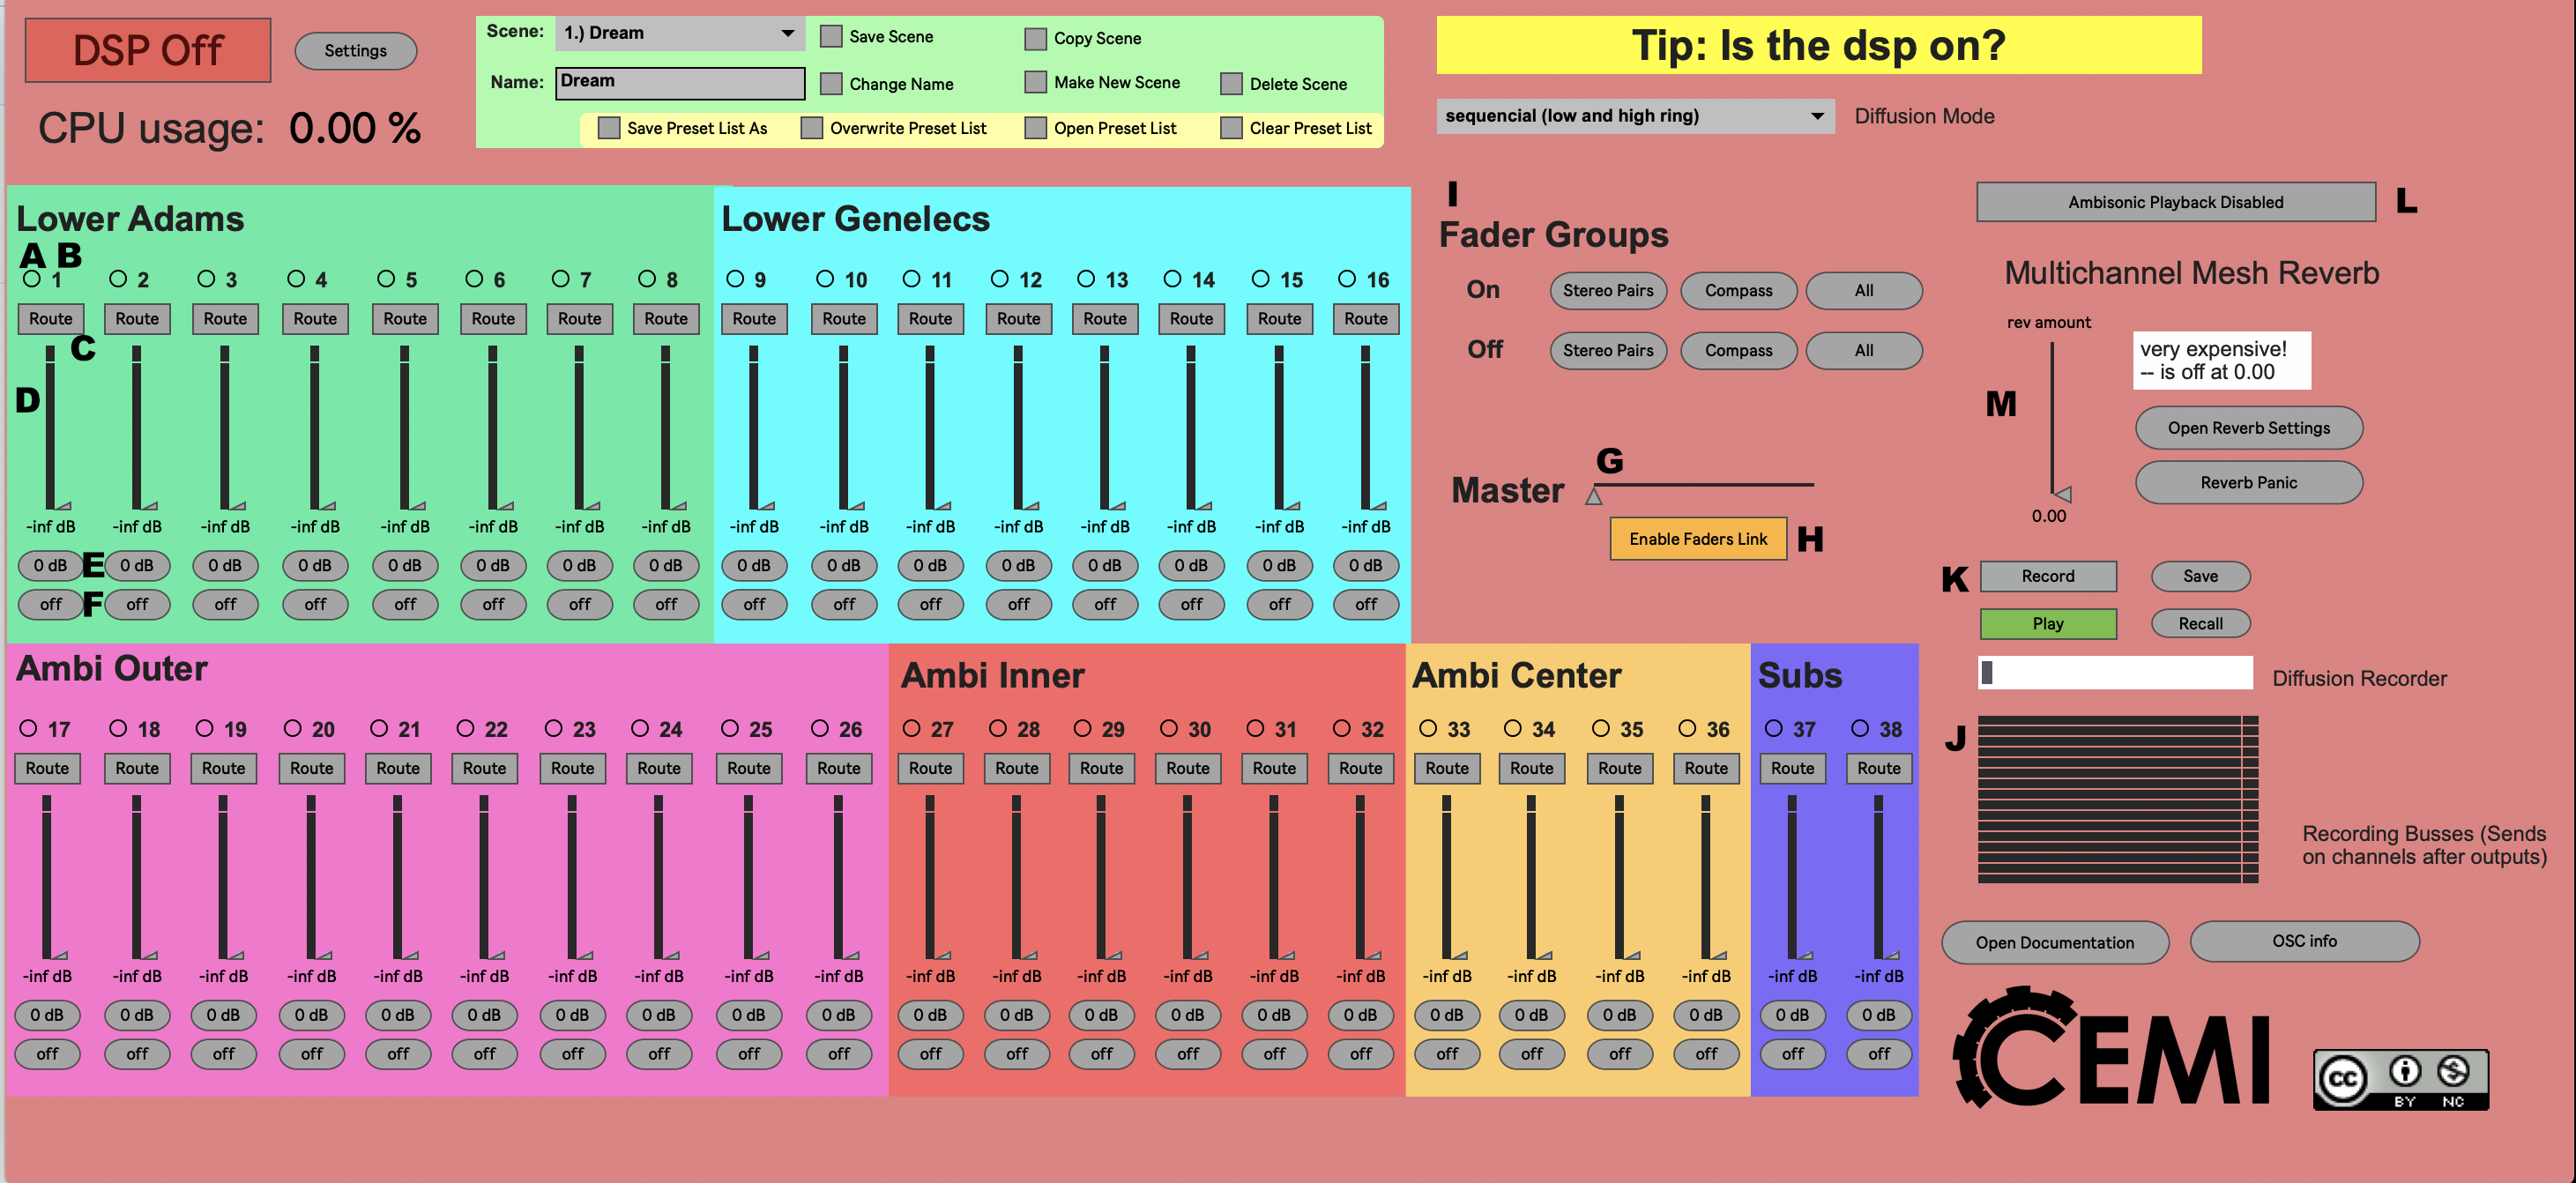 DSP Off
Settings
CPU usage: 0.00 %
Scene: 1.) Dream
Save Scene
Copy Scene
Name: Dream
Change Name
Make New Scene
Delete Scene
Save Preset List As
Overwrite Preset List
Open Preset List
Clear Preset List
Tip: Is the dsp on?
sequencial (low and high ring)
Diffusion Mode
Lower Adams
A B
1 2 3 4 5 6 7 8
Route Route Route Route Route Route Route Route
C
D
-inf dB -inf dB -inf dB -inf dB -inf dB -inf dB -inf dB -inf dB
0 dB E 0 dB 0 dB 0 dB 0 dB 0 dB 0 dB 0 dB
off F off off off off off off off
Lower Genelecs
9 10 11 12 13 14 15 16
Route Route Route Route Route Route Route Route
-inf dB -inf dB -inf dB -inf dB -inf dB -inf dB -inf dB -inf dB
0 dB 0 dB 0 dB 0 dB 0 dB 0 dB 0 dB 0 dB
off off off off off off off off
I
Fader Groups
On Stereo Pairs Compass All
Off Stereo Pairs Compass All
G
Master
Enable Faders Link H
Ambisonic Playback Disabled L
Multichannel Mesh Reverb
rev amount
very expensive!
-- is off at 0.00
M
Open Reverb Settings
Reverb Panic
0.00
K Record Save
Play Recall
Diffusion Recorder
J
Recording Busses (Sends
on channels after outputs)
Open Documentation
OSC info
Ambi Outer
17 18 19 20 21 22 23 24 25 26
Route Route Route Route Route Route Route Route Route Route
-inf dB -inf dB -inf dB -inf dB -inf dB -inf dB -inf dB -inf dB -inf dB -inf dB
0 dB 0 dB 0 dB 0 dB 0 dB 0 dB 0 dB 0 dB 0 dB 0 dB
off off off off off off off off off off
Ambi Inner
27 28 29 30 31 32
Route Route Route Route Route Route
-inf dB -inf dB -inf dB -inf dB -inf dB -inf dB
0 dB 0 dB 0 dB 0 dB 0 dB 0 dB
off off off off off off
Ambi Center
33 34 35 36
Route Route Route Route
-inf dB -inf dB -inf dB -inf dB
0 dB 0 dB 0 dB 0 dB
off off off off
Subs
37 38
Route Route
-inf dB -inf dB
0 dB 0 dB
off off
CEMI
cc
BY NC